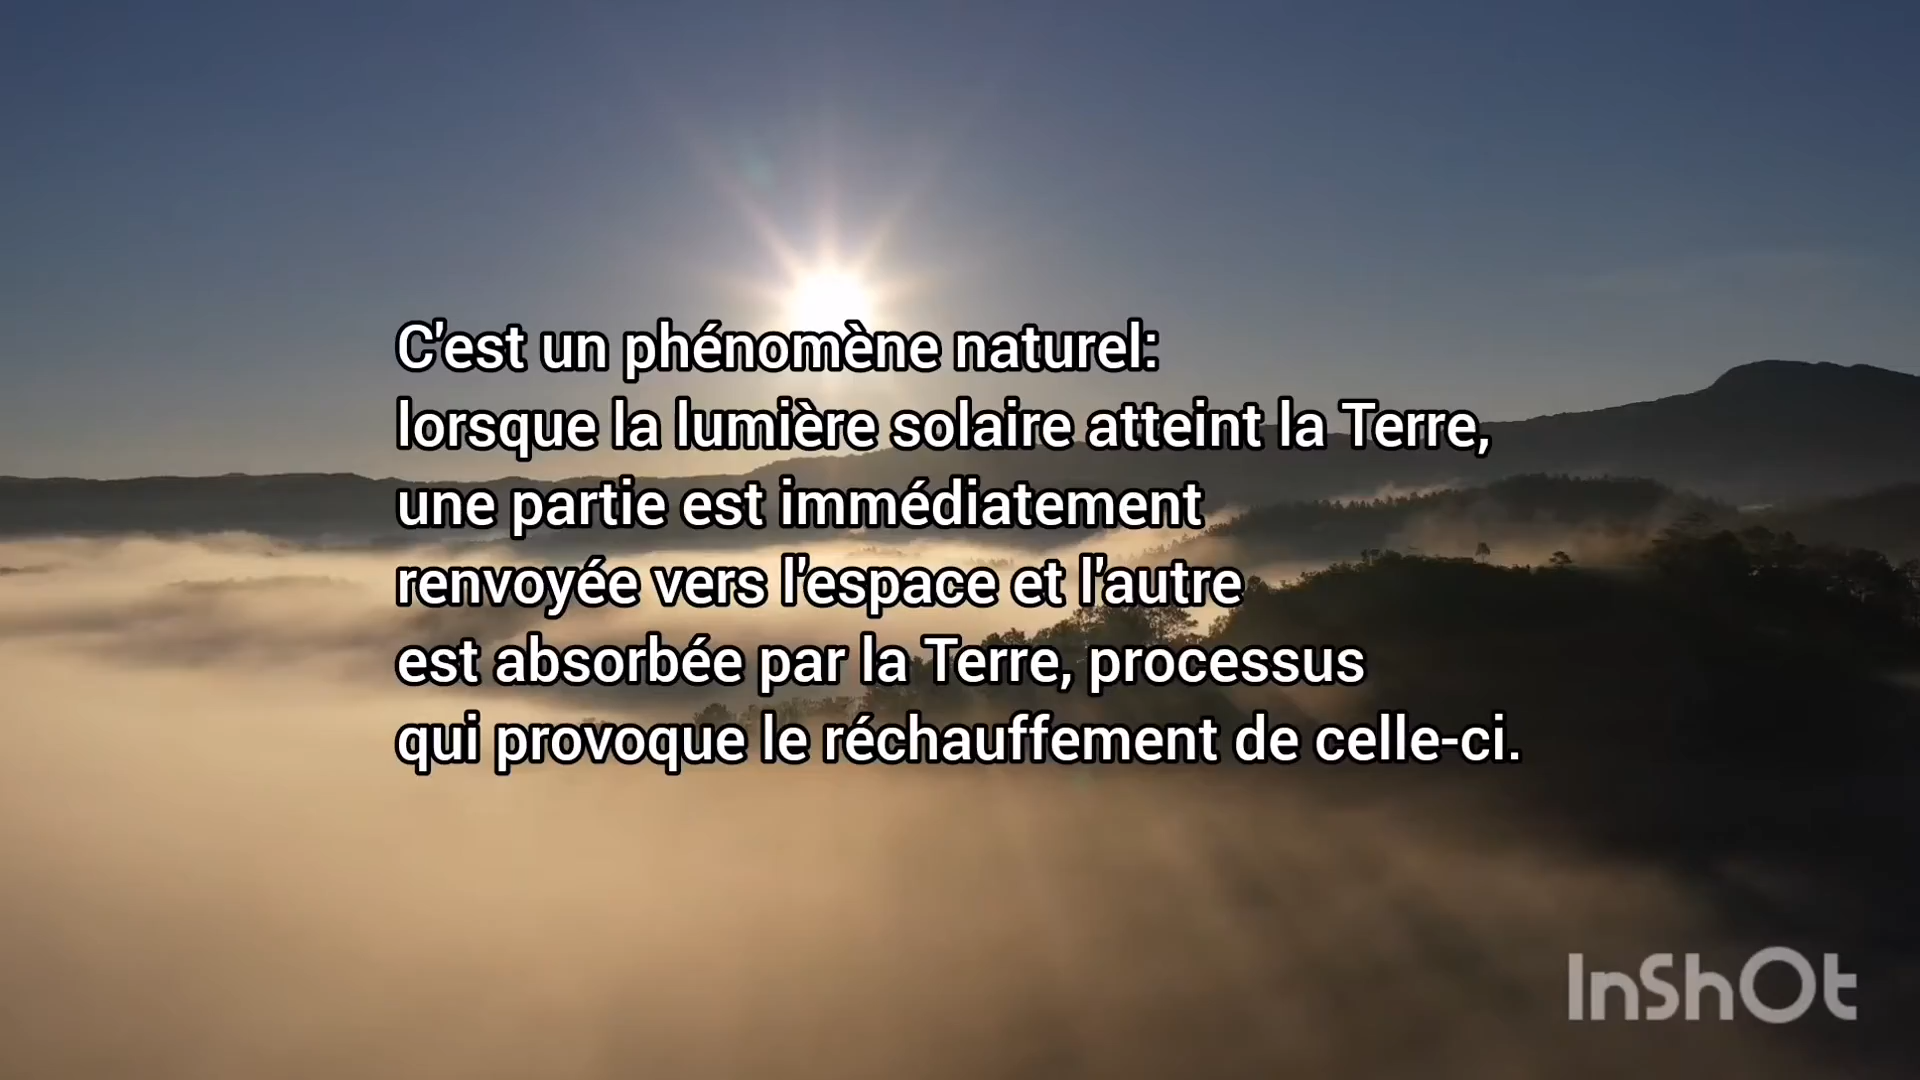 C'est un phénomène naturel:
lorsque la lumière solaire atteint la Terre,
une partie est immédiatement
renvoyée vers l'espace et l'autre
est absorbée par la Terre, processus
qui provoque le réchauffement de celle-ci.
InShOt